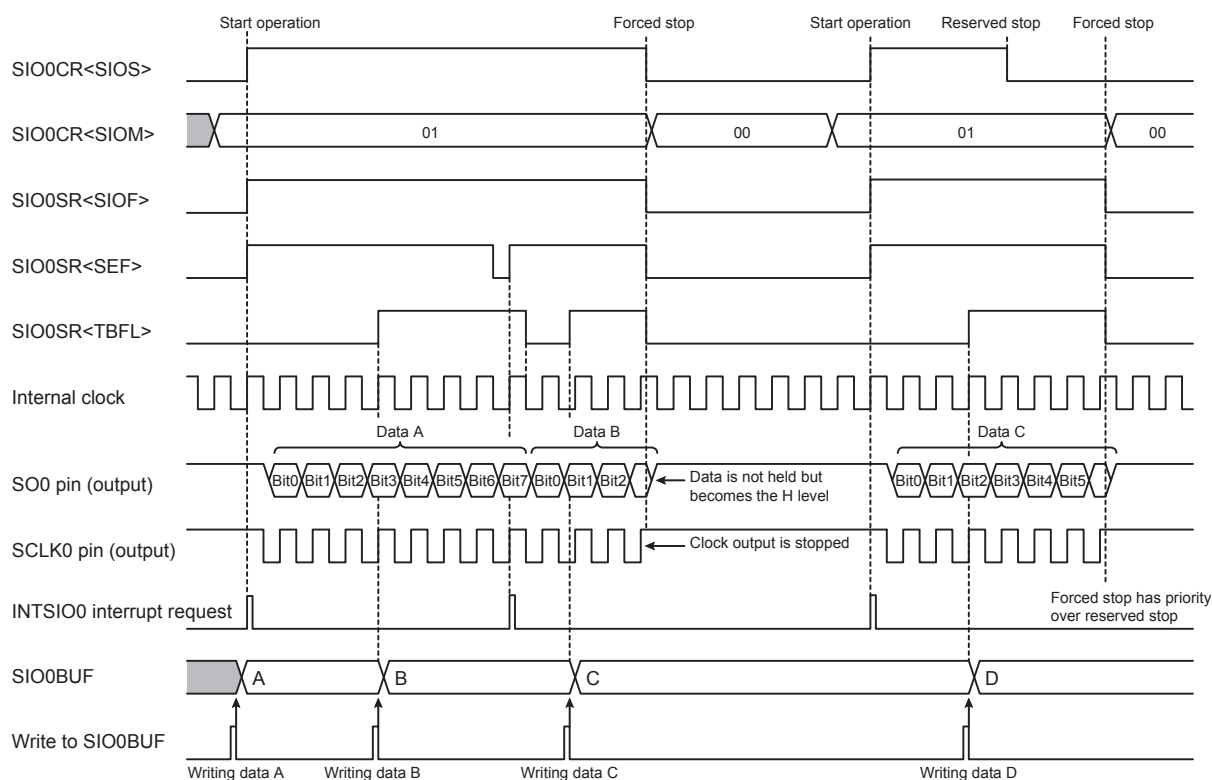 Start operation Forced stop Start operation Reserved stop Forced stop
SIO0CR<SIOS>
SIO0CR<SIOM> 01 00 01 00
SIO0SR<SIOF>
SIO0SR<SEF>
SIO0SR<TBFL>
Internal clock
Data A Data B Data C
SO0 pin (output) Bit0 Bit1 Bit2 Bit3 Bit4 Bit5 Bit6 Bit7 Bit0 Bit1 Bit2 Data is not held but Bit0 Bit1 Bit2 Bit3 Bit4 Bit5
becomes the H level
SCLK0 pin (output) Clock output is stopped
INTSIO0 interrupt request Forced stop has priority
over reserved stop
SIO0BUF A B C D
Write to SIO0BUF
Writing data A Writing data B Writing data C Writing data D